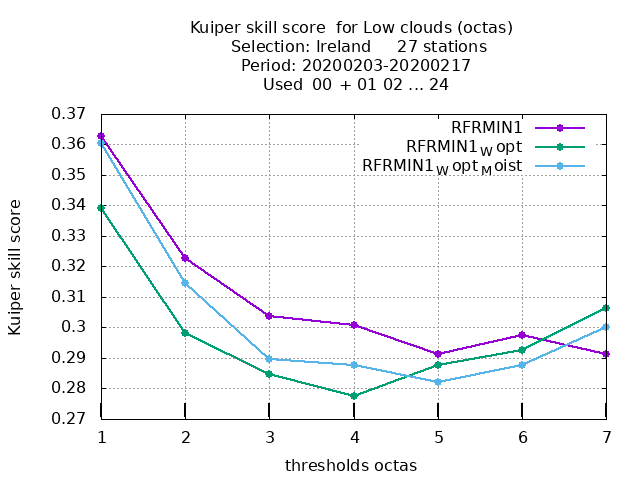 Kuiper skill score  for Low clouds (octas)
Selection: Ireland     27 stations
Period: 20200203-20200217
Used  00  + 01 02 ... 24
RFRMIN1
RFRMIN1W opt
RFRMIN1W opt Moist
0.37
0.36
0.35
0.34
0.33
0.32
0.31
0.3
0.29
0.28
0.27
Kuiper skill score
1 2 3 4 5 6 7
thresholds octas